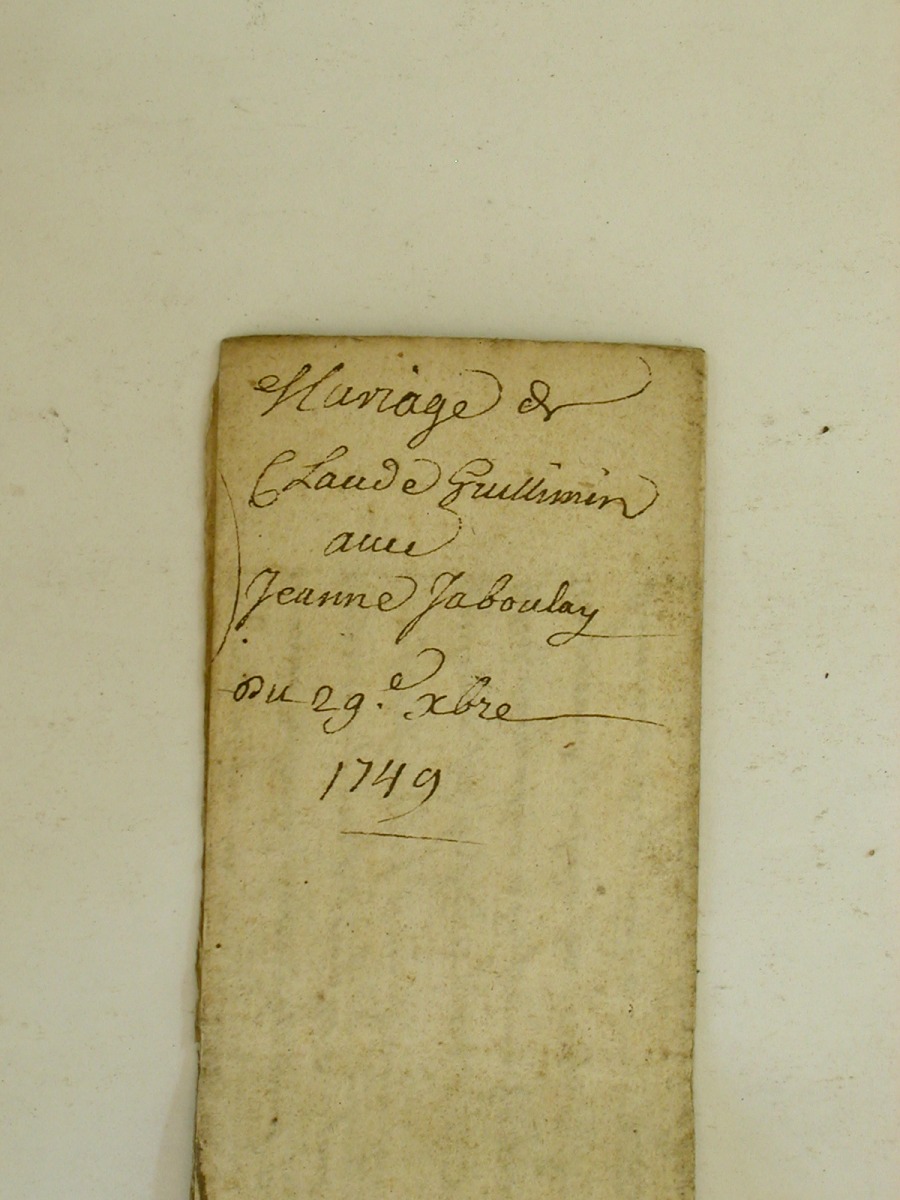 Mariage de
Claude Guillimin
avec
Jeanne Jaboulay
du 29.e xbre
1749